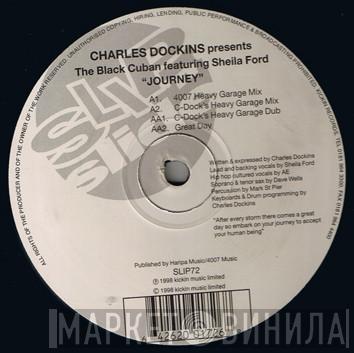 CHARLES DOCKINS presents
The Black Cuban featuring Sheila Ford
"JOURNEY"
A1. 4007 Heavy Garage Mix
A2. C-Dock's Heavy Garage Mix
AA1. C-Dock's Heavy Garage Dub
AA2. Great Day
Written & expressed by Charles Dockins
Lead and backing vocals by Sheila Ford
Hip hop cultured vocals by AE
Soprano & tenor sax by Dave Wells
Percussion by Mark St Pier
Keyboards & Drum programming by
Charles Dockins
"After every storm there comes a great
day so embark on your journey to accept
your human being"
Published by Haripa Music/4007 Music
SLIP72
℗ 1998 kickin music limited
© 1998 kickin music limited
ALL RIGHTS OF THE PRODUCER AND OF THE OWNER OF THE WORK RESERVED. UNAUTHORISED COPYING, HIRING, LENDING, PUBLIC PERFORMANCE & BROADCASTING PROHIBITED.
МАРКЕТ ВИНИЛА